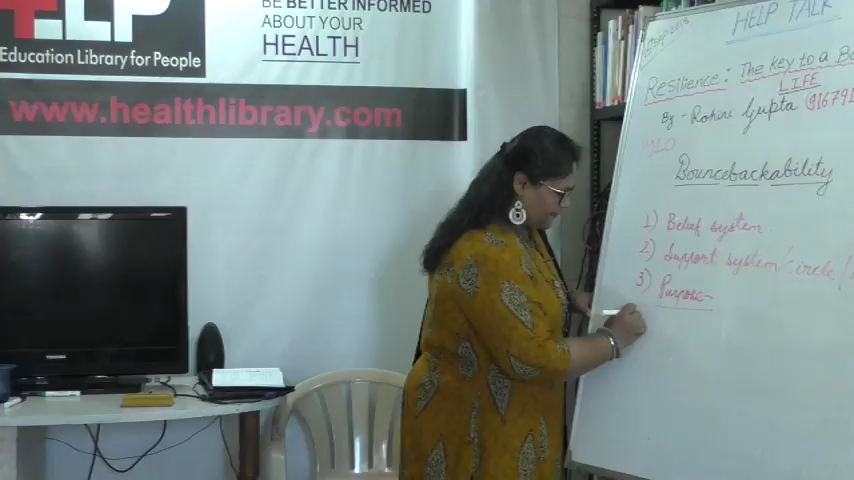 HELP
Education Library for People
BE BETTER INFORMED
ABOUT YOUR
HEALTH
www.healthlibrary.com
HELP TALK
Resilience: The key to a
LIFE
By - Rohini Gupta
Bouncebackability
1) Belief system
2) Support system / circle /
3) Purpose